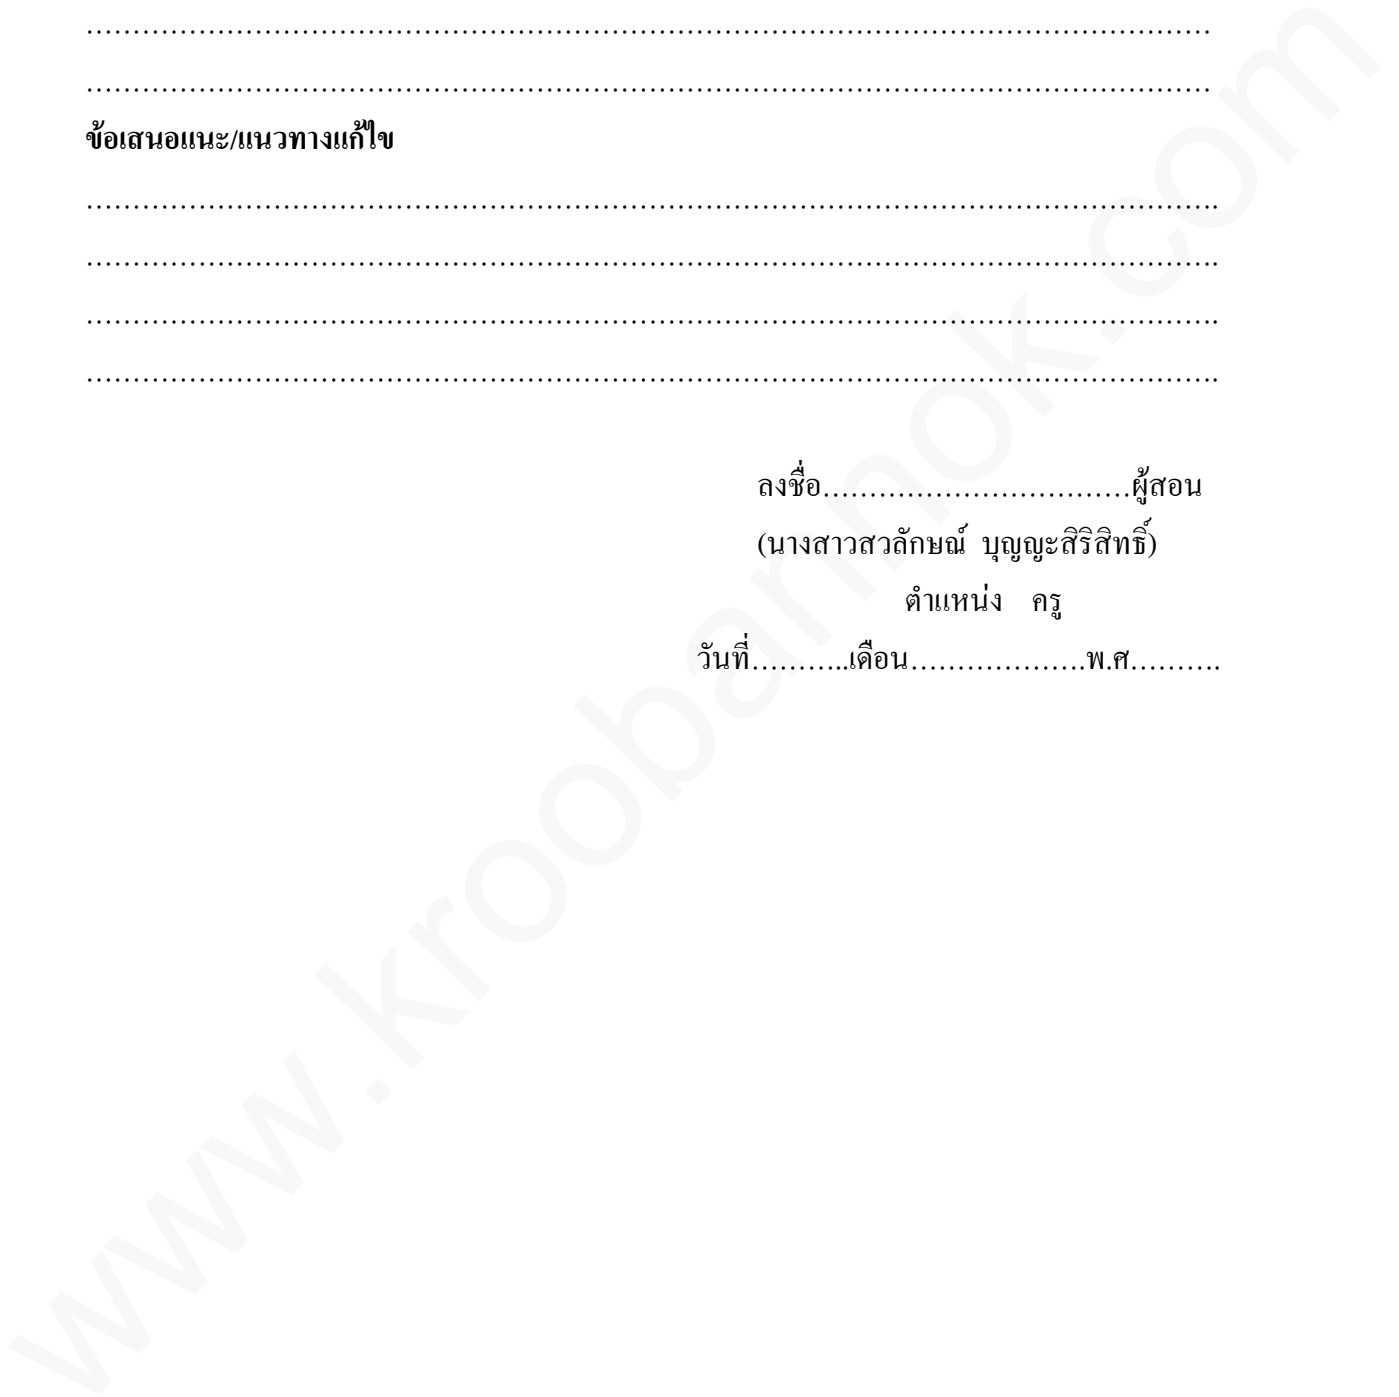 ……………………………………………………………………………………………………………
……………………………………………………………………………………………………………
ข้อเสนอแนะ/แนวทางแก้ไข
…………………………………………………………………………………………………………….
…………………………………………………………………………………………………………….
…………………………………………………………………………………………………………….
…………………………………………………………………………………………………………….
ลงชื่อ……………………………ผู้สอน
(นางสาวสวลักษณ์ บุญญะสิริสิทธิ์)
ตำแหน่ง ครู
วันที่………..เดือน……………….พ.ศ……….
www.kroobannok.com